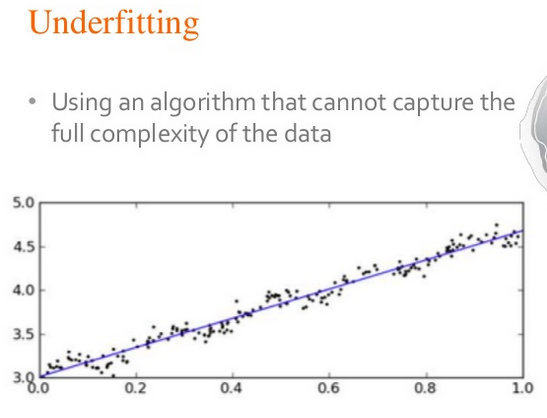 Underfitting
• Using an algorithm that cannot capture the
full complexity of the data
5.0
4.5
4.0
3.5
3.0
0.0 0.2 0.4 0.6 0.8 1.0